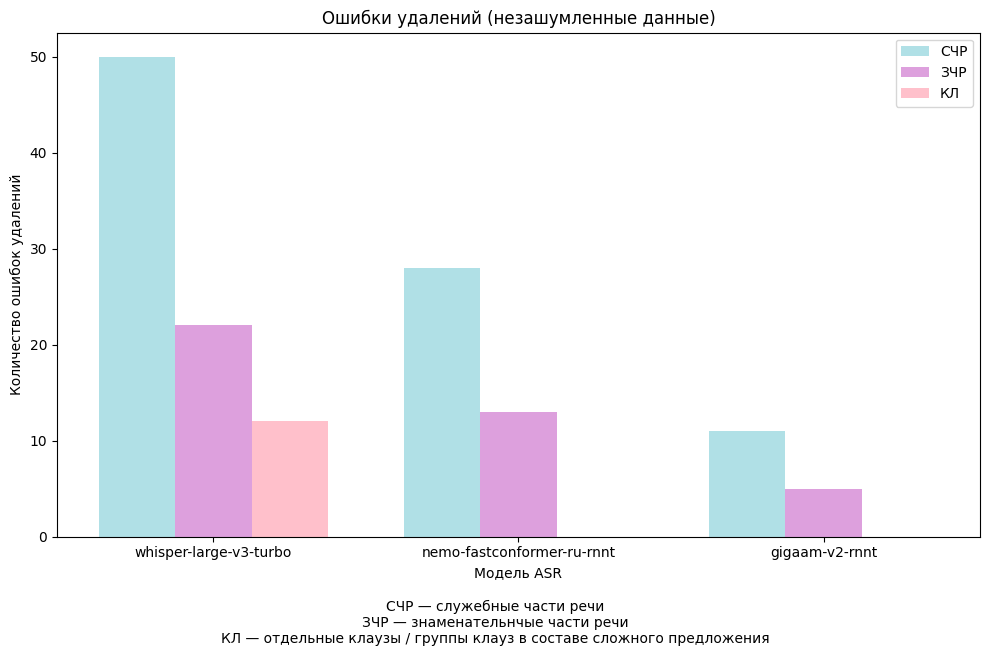 Ошибки удалений (незашумленные данные)
СЧР
ЗЧР
КЛ
Количество ошибок удалений
50
40
30
20
10
0
whisper-large-v3-turbo
nemo-fastconformer-ru-rnnt
gigaam-v2-rnnt
Модель ASR
СЧР — служебные части речи
ЗЧР — знаменательнчые части речи
КЛ — отдельные клаузы / группы клауз в составе сложного предложения